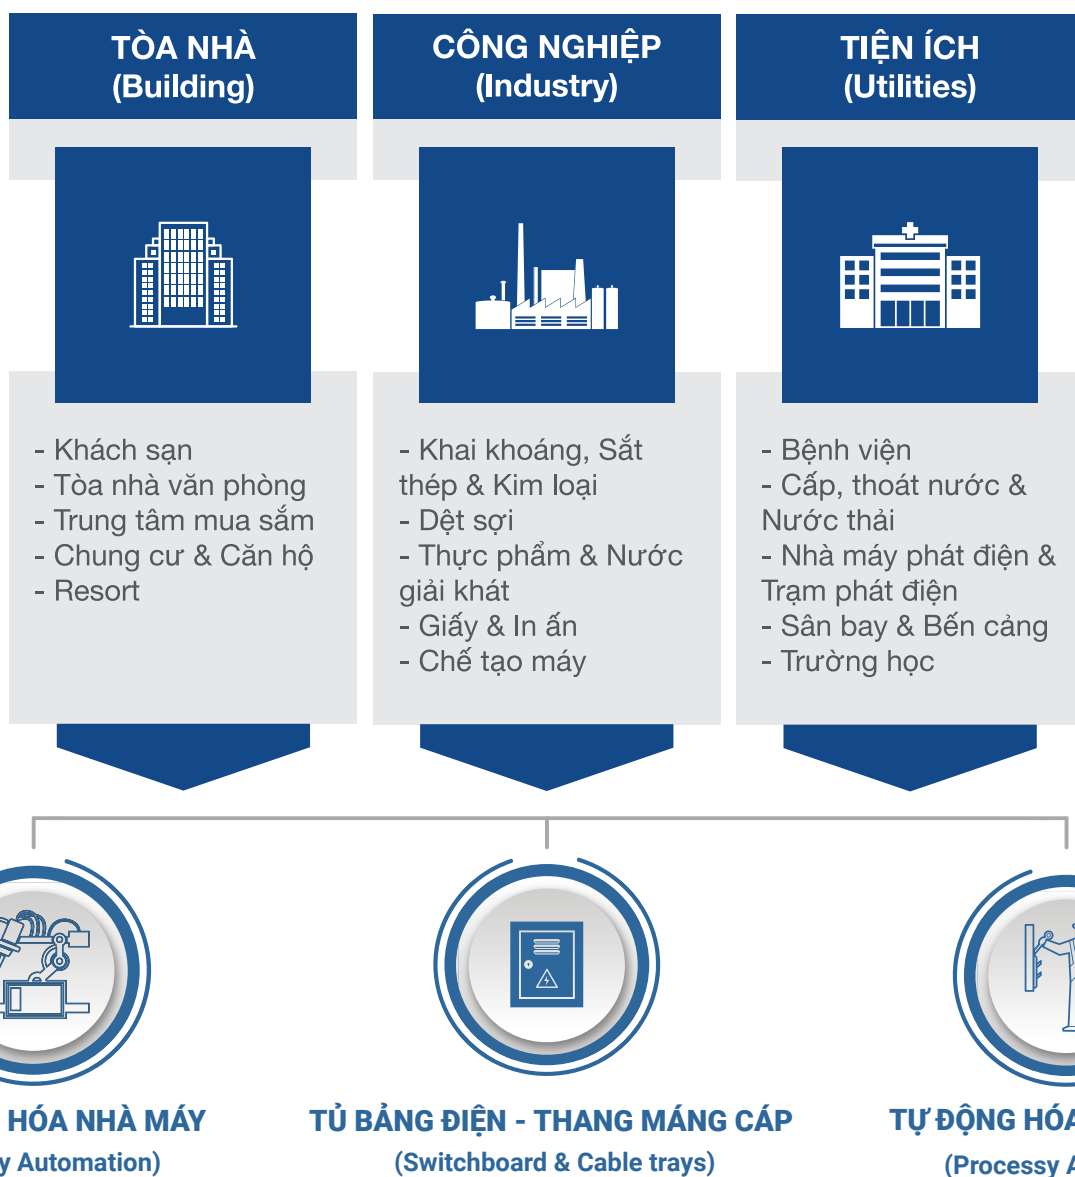 TÒA NHÀ
(Building)
CÔNG NGHIỆP
(Industry)
TIỆN ÍCH
(Utilities)
- Khách sạn
- Tòa nhà văn phòng
- Trung tâm mua sắm
- Chung cư & Căn hộ
- Resort
- Khai khoáng, Sắt
thép & Kim loại
- Dệt sợi
- Thực phẩm & Nước
giải khát
- Giấy & In ấn
- Chế tạo máy
- Bệnh viện
- Cấp, thoát nước &
Nước thải
- Nhà máy phát điện &
Trạm phát điện
- Sân bay & Bến cảng
- Trường học
HÓA NHÀ MÁY
y Automation)
TỦ BẢNG ĐIỆN - THANG MÁNG CÁP
(Switchboard & Cable trays)
TỰ ĐỘNG HÓA
(Processy A